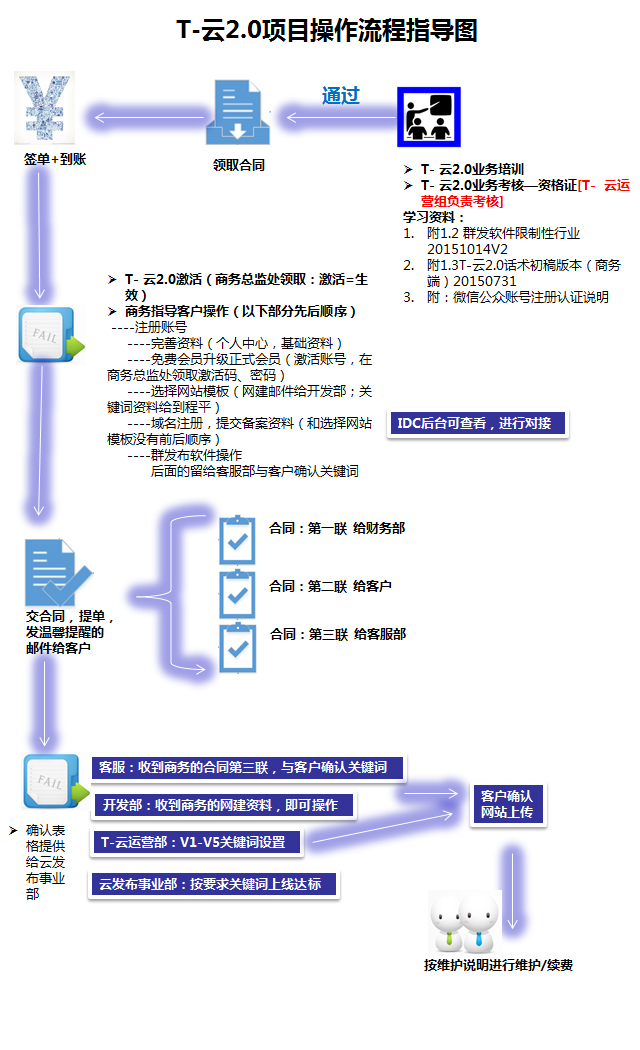 T-云2.0项目操作流程指导图
通过
签单+到账
领取合同
➤ T- 云2.0业务培训
➤ T- 云2.0业务考核—资格证[T- 云运
营组负责考核]
学习资料：
1. 附1.2 群发软件限制性行业
20151014V2
2. 附1.3T-云2.0话术初稿版本（商务
端）20150731
3. 附：微信公众账号注册认证说明
➤ T- 云2.0激活（商务总监处领取：激活=生
效）
➤ 商务指导客户操作（以下部分先后顺序）
----注册账号
----完善资料（个人中心，基础资料）
----免费会员升级正式会员（激活账号，在
商务总监处领取激活码、密码）
----选择网站模板（网建邮件给开发部；关
键词资料给到程平）
----域名注册，提交备案资料（和选择网站
模板没有前后顺序）
----群发布软件操作
后面的留给客服部与客户确认关键词
FAIL
IDC后台可查看，进行对接
合同：第一联 给财务部
合同：第二联 给客户
合同：第三联 给客服部
交合同，提单，
发温馨提醒的
邮件给客户
FAIL
客服：收到商务的合同第三联，与客户确认关键词
开发部：收到商务的网建资料，即可操作
T-云运营部：V1-V5关键词设置
云发布事业部：按要求关键词上线达标
客户确认
网站上传
➤ 确认表
格提供
给云发
布事业
部
按维护说明进行维护/续费